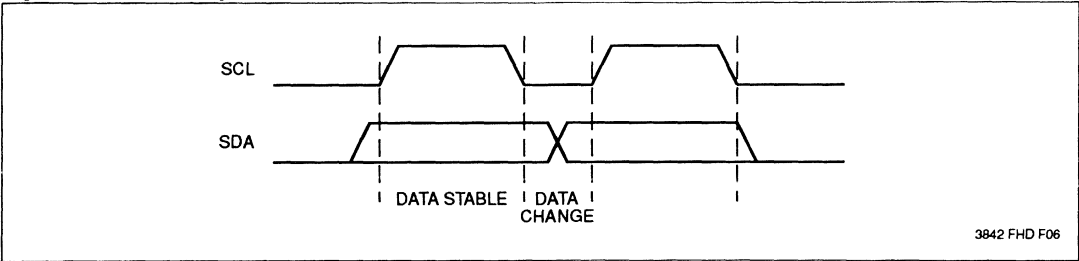 SCL
SDA
DATA STABLE
DATA
CHANGE
3842 FHD F06